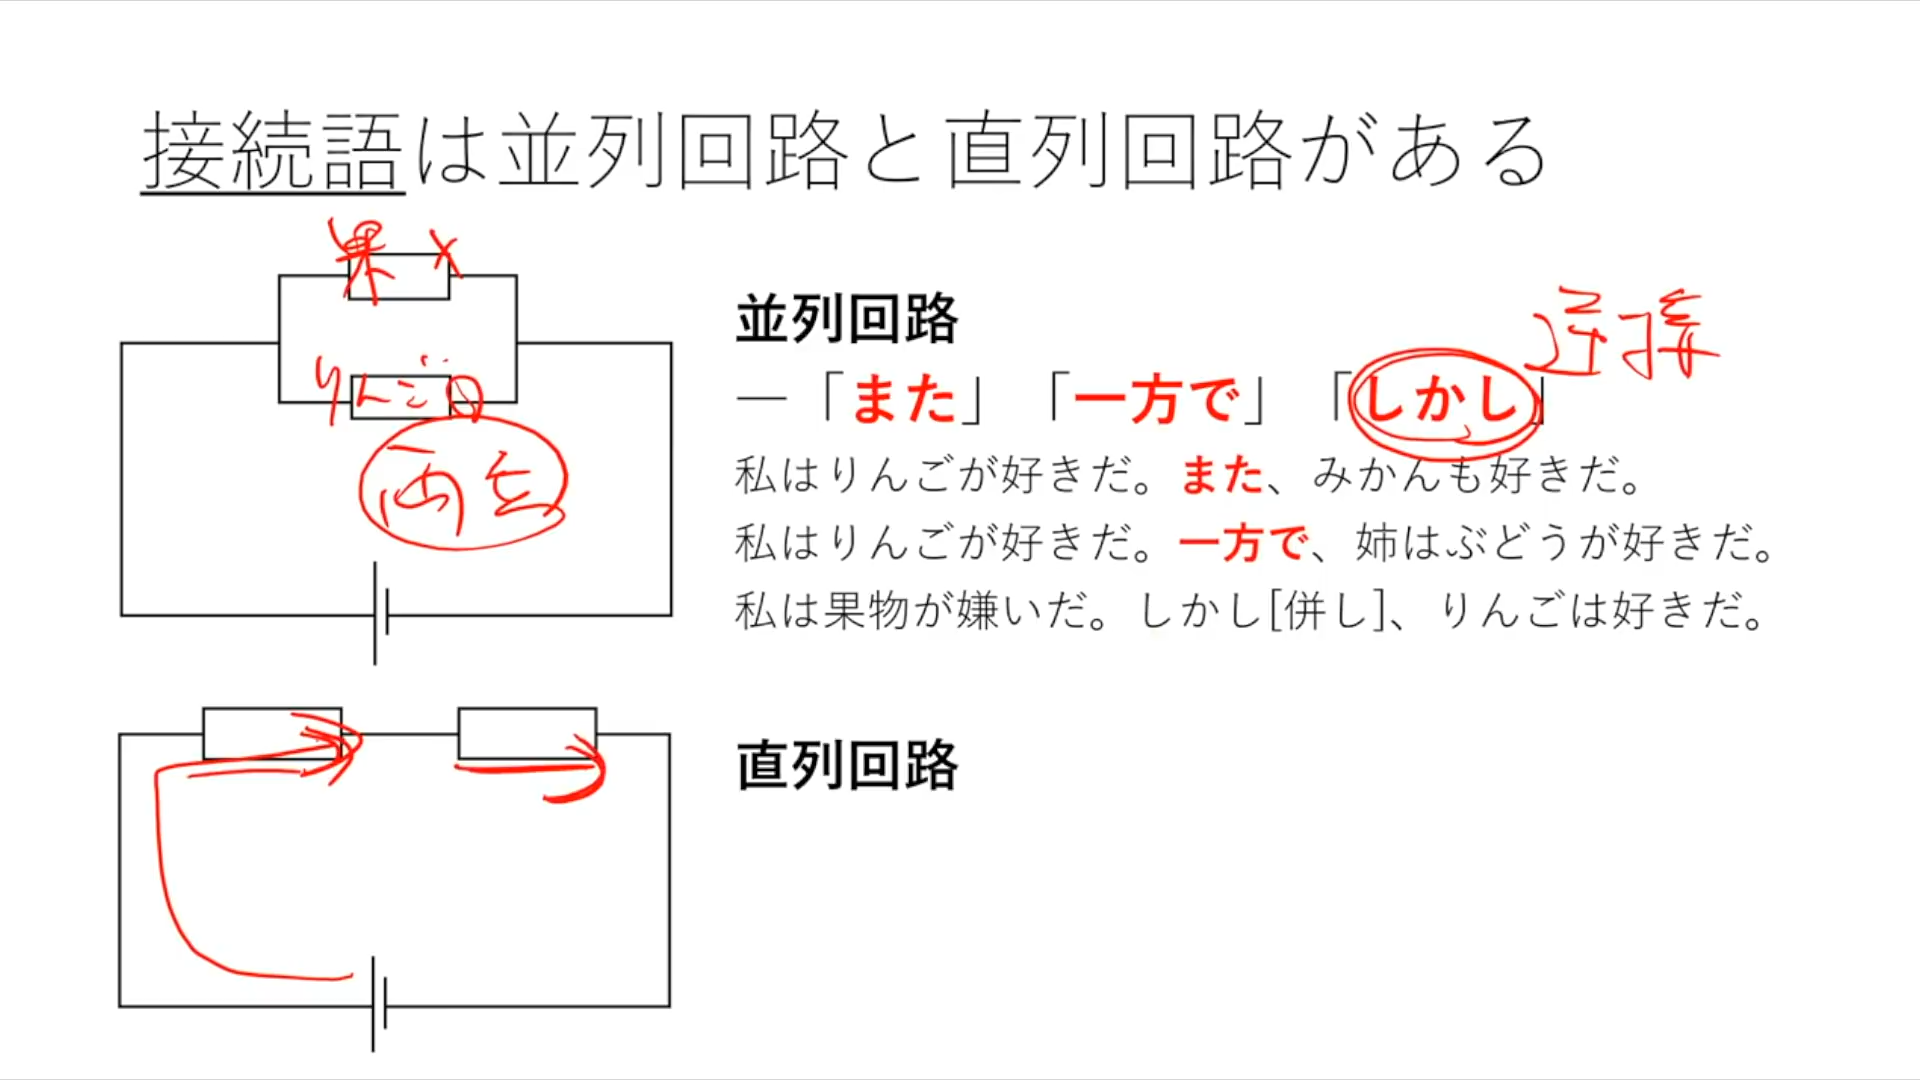 接続語は並列回路と直列回路がある
果 ×
りんご〇
両立
並列回路
逆接
―「また」「一方で」「しかし」
私はりんごが好きだ。また、みかんも好きだ。
私はりんごが好きだ。一方で、姉はぶどうが好きだ。
私は果物が嫌いだ。しかし[併し]、りんごは好きだ。
直列回路